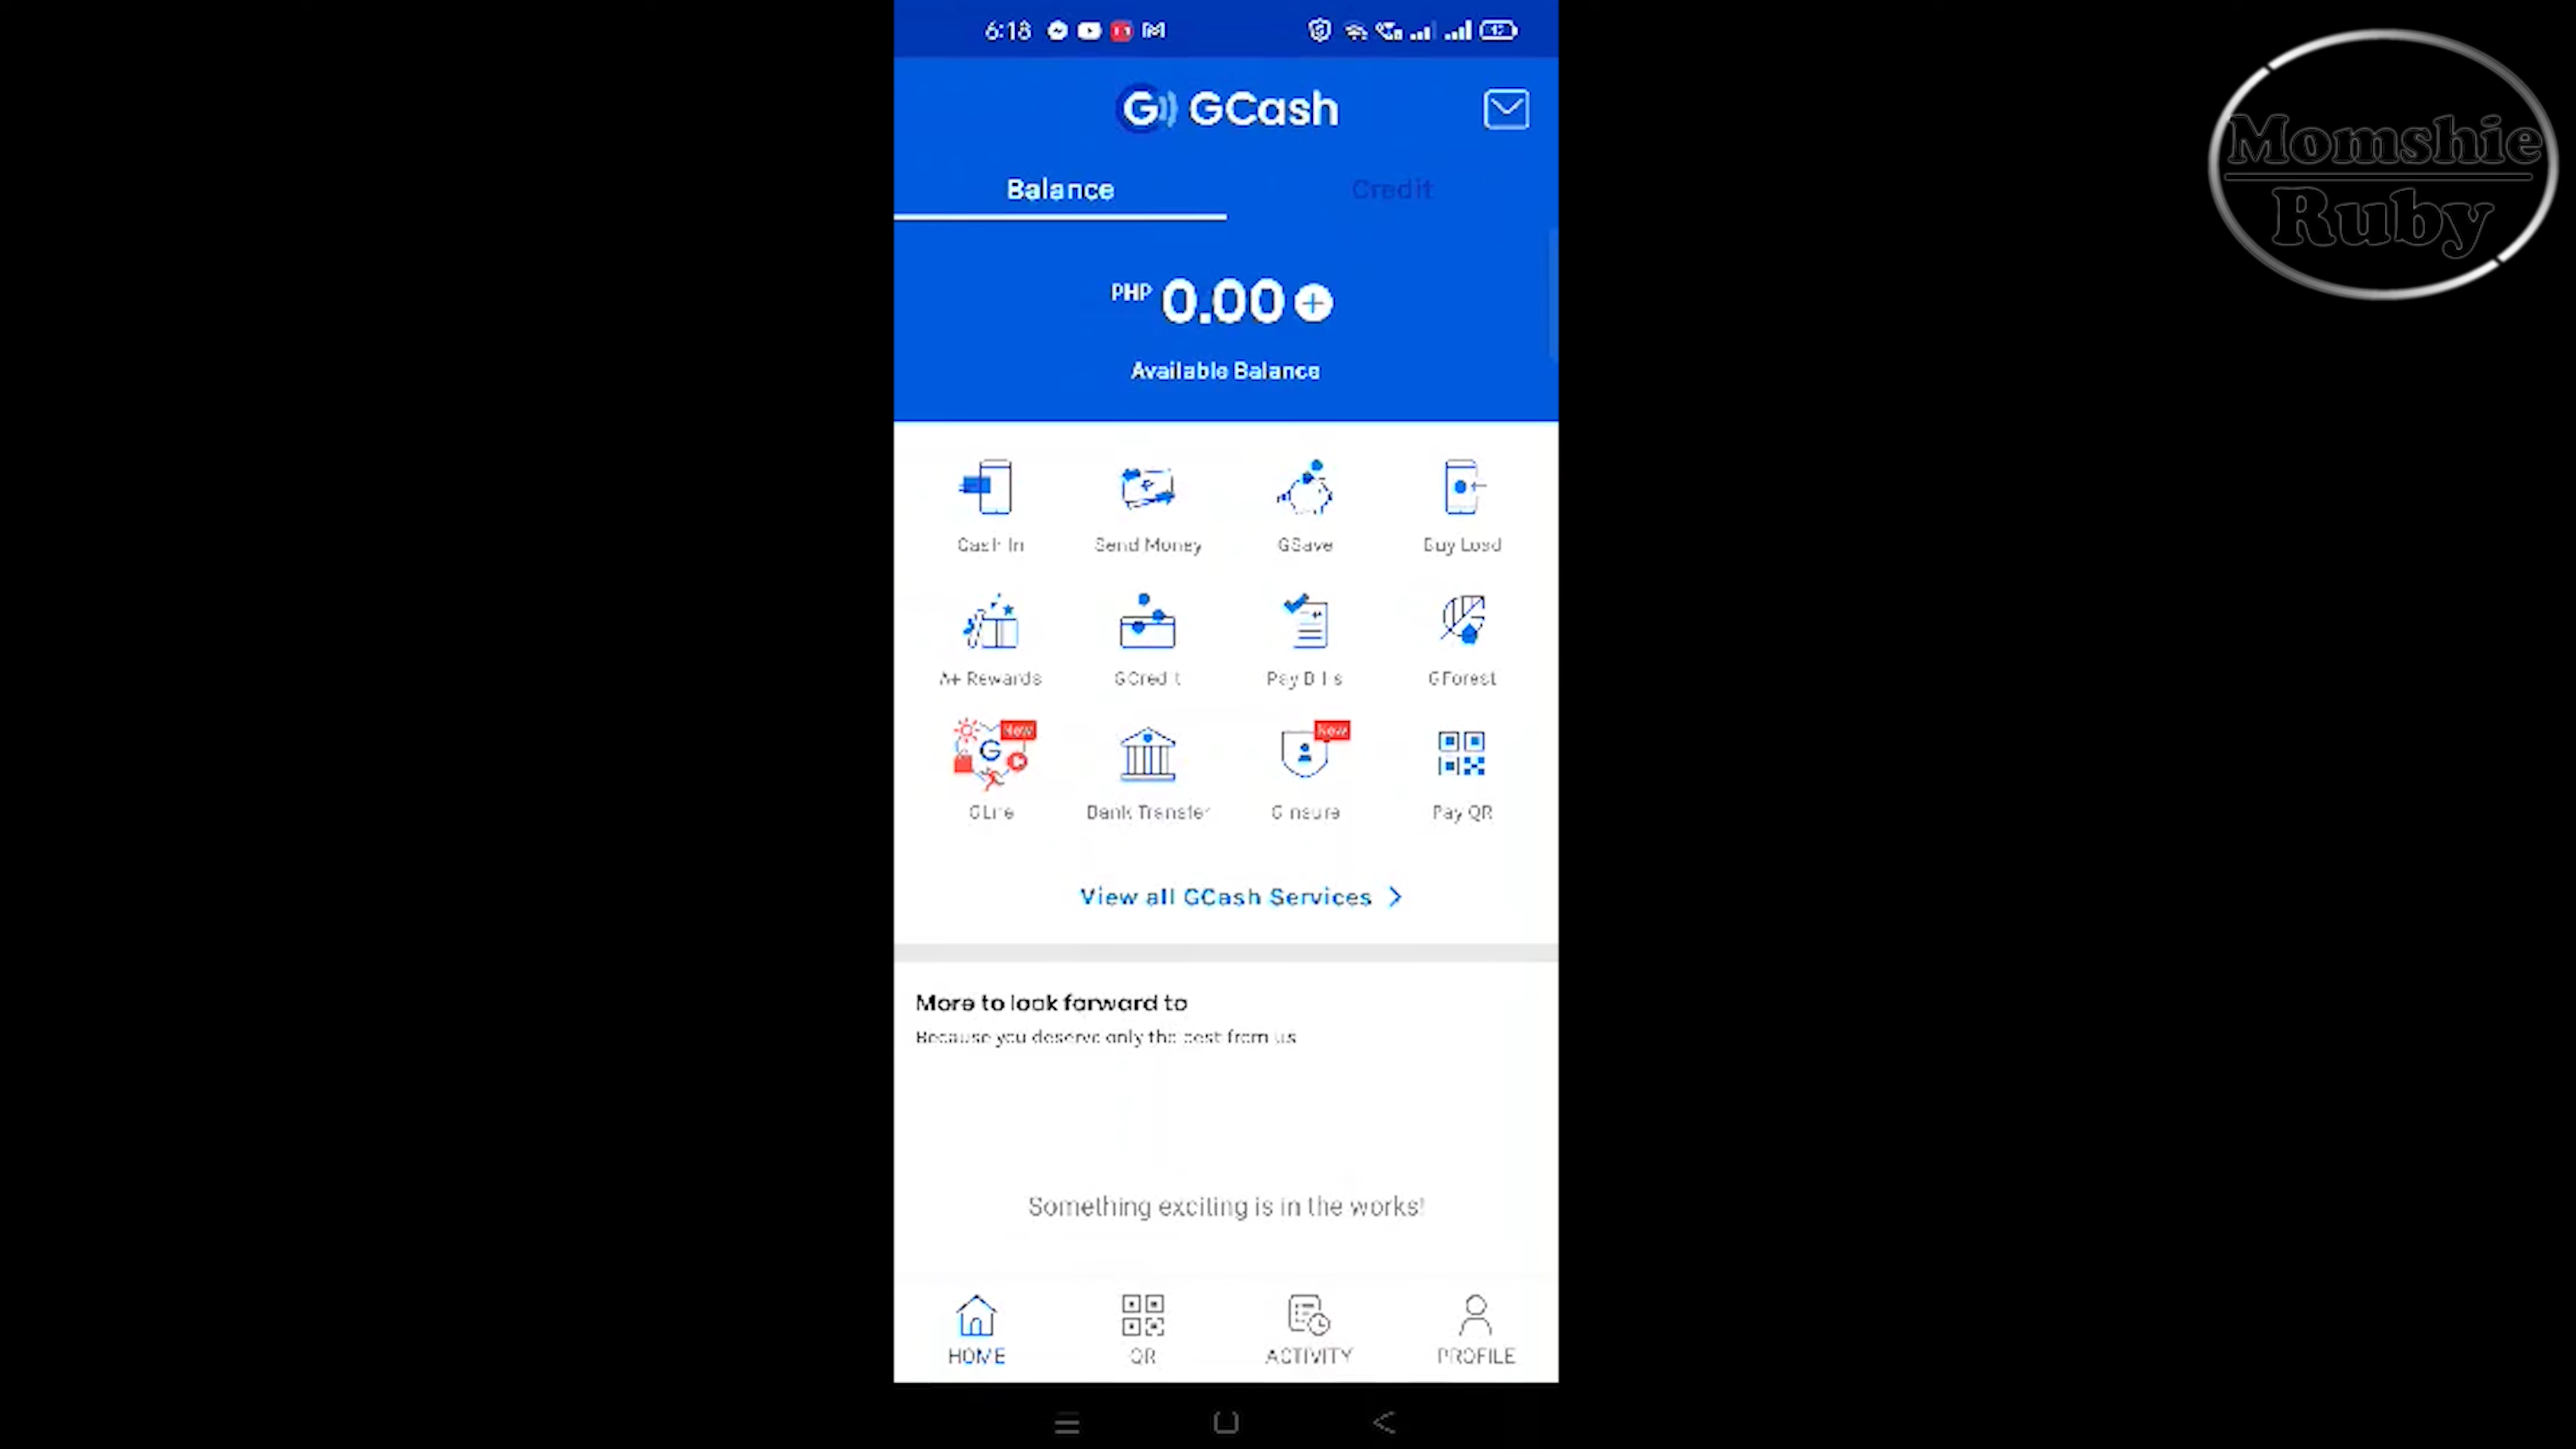 6:18
GCash
Balance
Credit
PHP 0.00
Available Balance
Cash In
Send Money
GSave
Buy Load
A+ Rewards
GCredit
Pay Bills
GForest
New
GLife
Bank Transfer
New
GInsure
Pay QR
View all GCash Services
More to look forward to
Because you deserve only the best from us
Something exciting is in the works!
HOME
QR
ACTIVITY
PROFILE
Momshie
Ruby